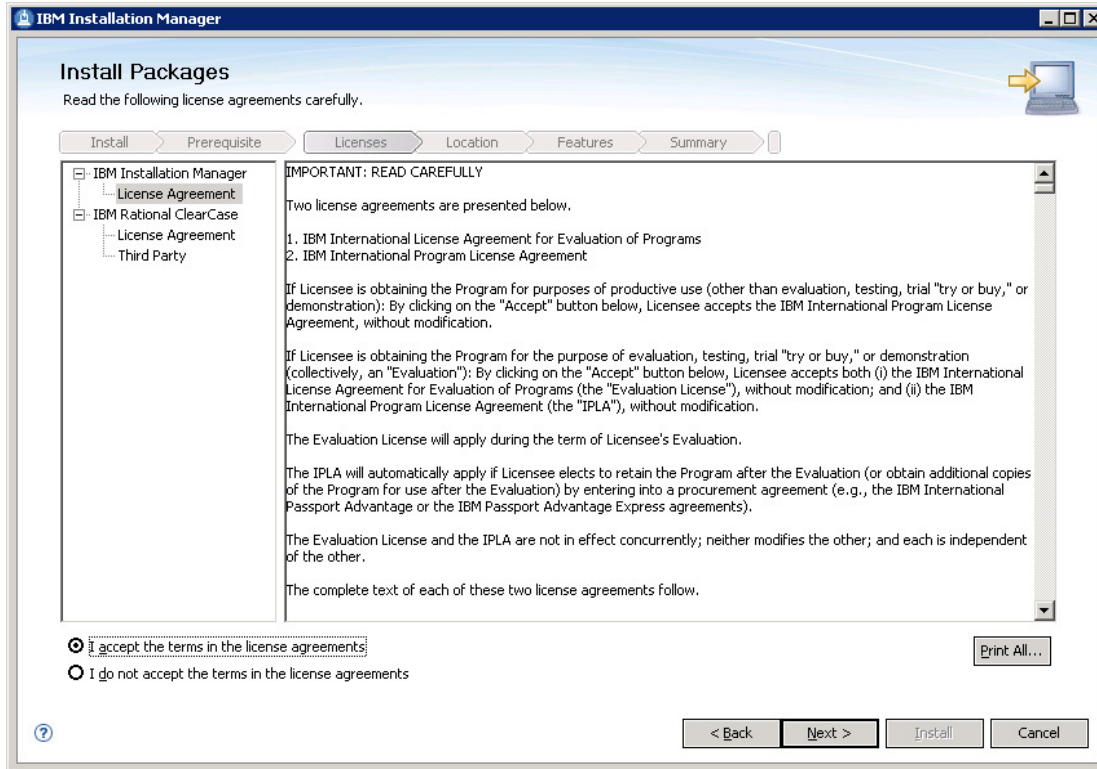 IBM Installation Manager
Install Packages
Read the following license agreements carefully.
Install Prerequisite Licenses Location Features Summary
IBM Installation Manager
License Agreement
IBM Rational ClearCase
License Agreement
Third Party
IMPORTANT: READ CAREFULLY
Two license agreements are presented below.
1. IBM International License Agreement for Evaluation of Programs
2. IBM International Program License Agreement
If Licensee is obtaining the Program for purposes of productive use (other than evaluation, testing, trial "try or buy," or
demonstration): By clicking on the "Accept" button below, Licensee accepts the IBM International Program License
Agreement, without modification.
If Licensee is obtaining the Program for the purpose of evaluation, testing, trial "try or buy," or demonstration
(collectively, an "Evaluation"): By clicking on the "Accept" button below, Licensee accepts both (i) the IBM International
License Agreement for Evaluation of Programs (the "Evaluation License"), without modification; and (ii) the IBM
International Program License Agreement (the "IPLA"), without modification.
The Evaluation License will apply during the term of Licensee's Evaluation.
The IPLA will automatically apply if Licensee elects to retain the Program after the Evaluation (or obtain additional copies
of the Program for use after the Evaluation) by entering into a procurement agreement (e.g., the IBM International
Passport Advantage or the IBM Passport Advantage Express agreements).
The Evaluation License and the IPLA are not in effect concurrently; neither modifies the other; and each is independent
of the other.
The complete text of each of these two license agreements follow.
I accept the terms in the license agreements
Print All...
I do not accept the terms in the license agreements
? < Back Next > Install Cancel